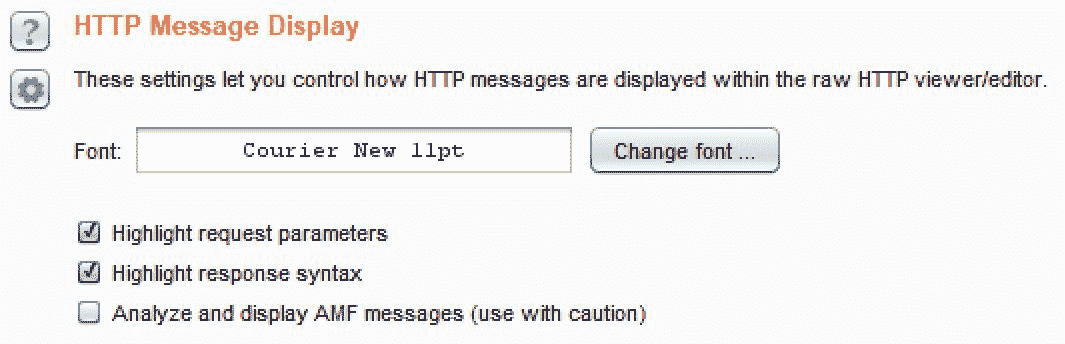 HTTP Message Display
These settings let you control how HTTP messages are displayed within the raw HTTP viewer/editor.
Font: Courier New 11pt Change font ...
Highlight request parameters
Highlight response syntax
Analyze and display AMF messages (use with caution)